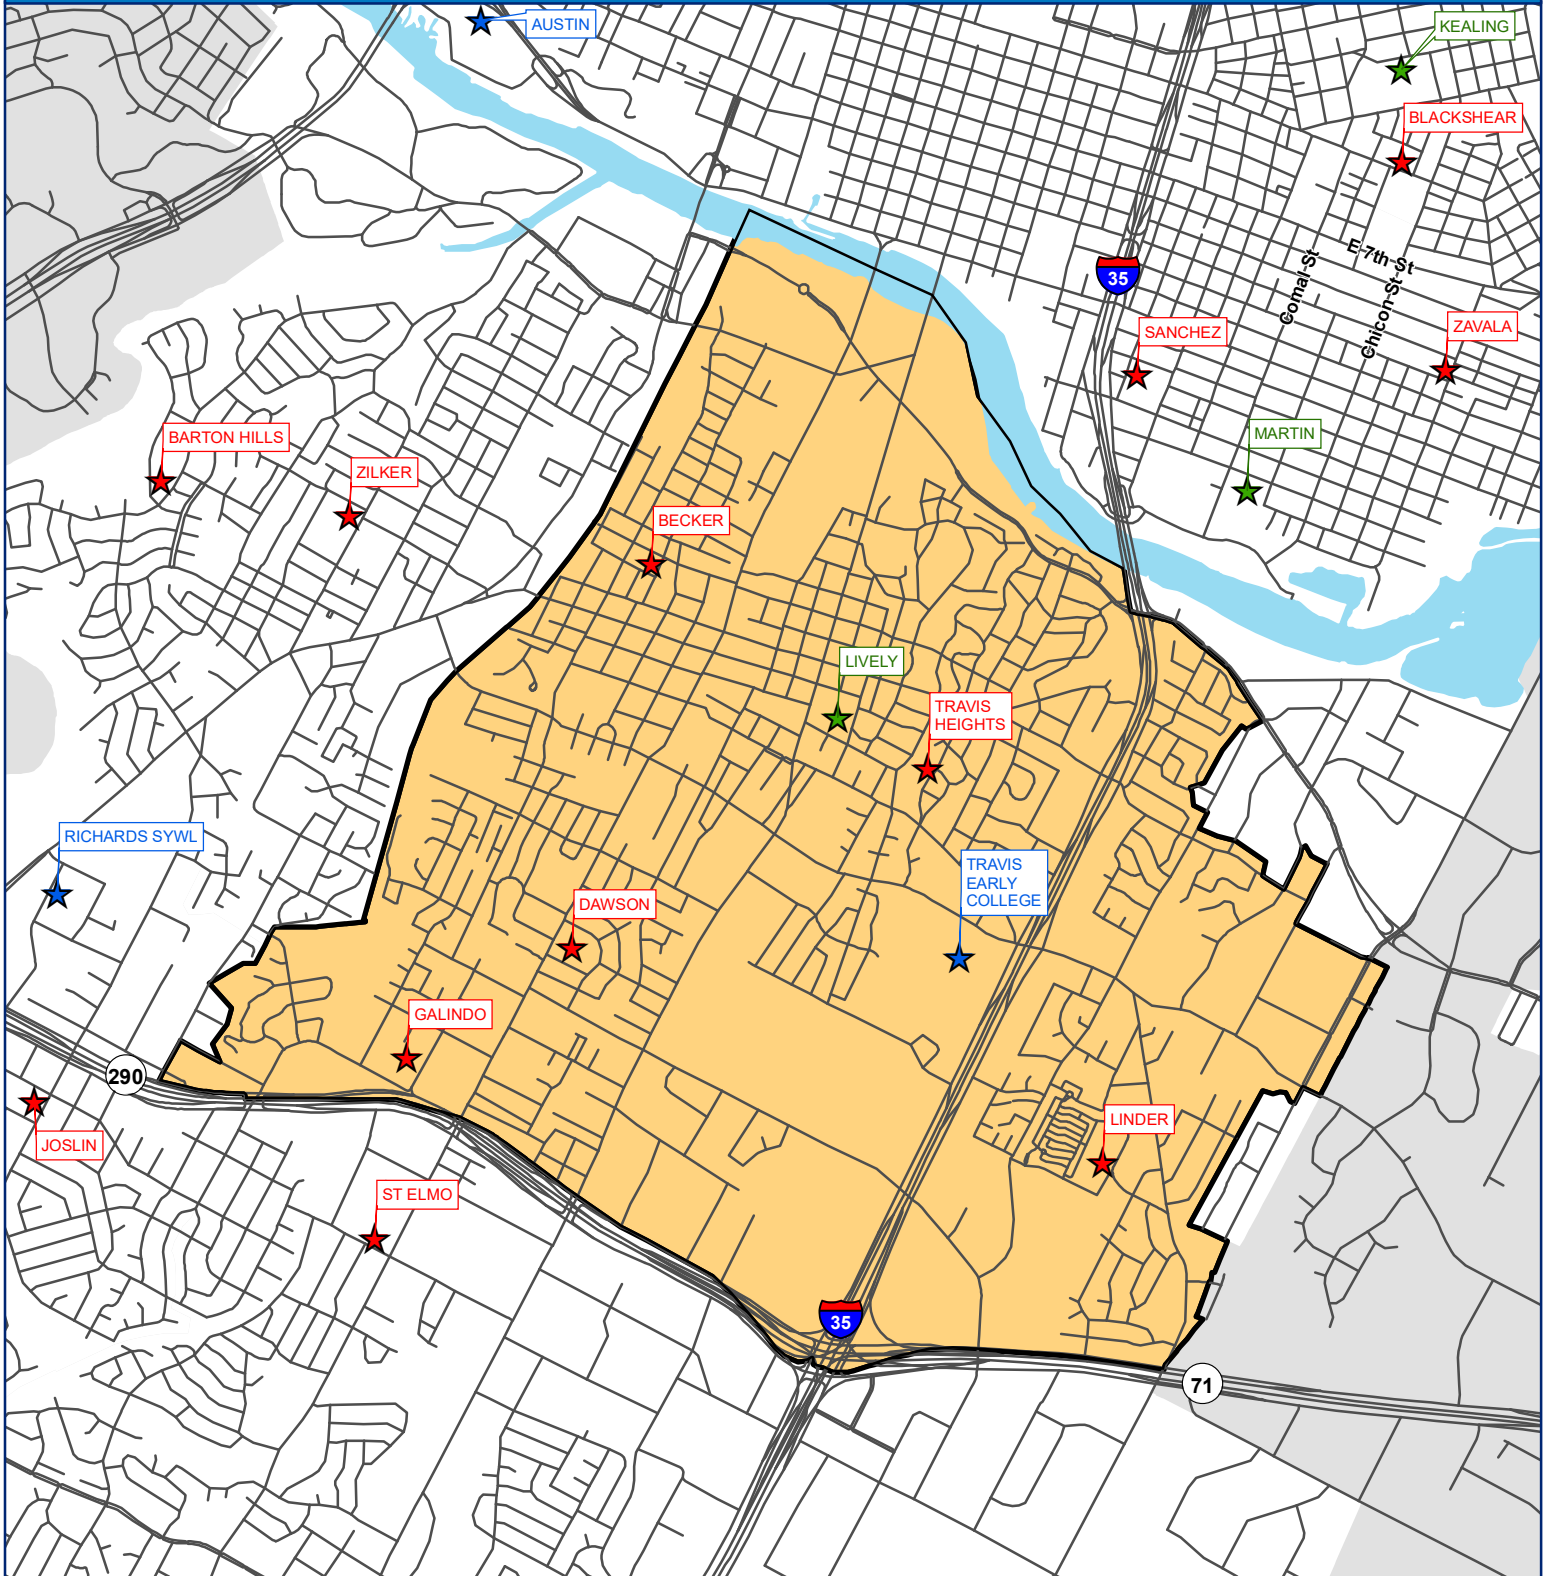 AUSTIN
KEALING
BLACKSHEAR
E 7th St
Comal St
35
Chicon St
SANCHEZ
ZAVALA
BARTON HILLS
MARTIN
ZILKER
BECKER
LIVELY
TRAVIS
HEIGHTS
RICHARDS SYWL
TRAVIS
EARLY
COLLEGE
DAWSON
GALINDO
290
LINDER
JOSLIN
ST ELMO
35
71